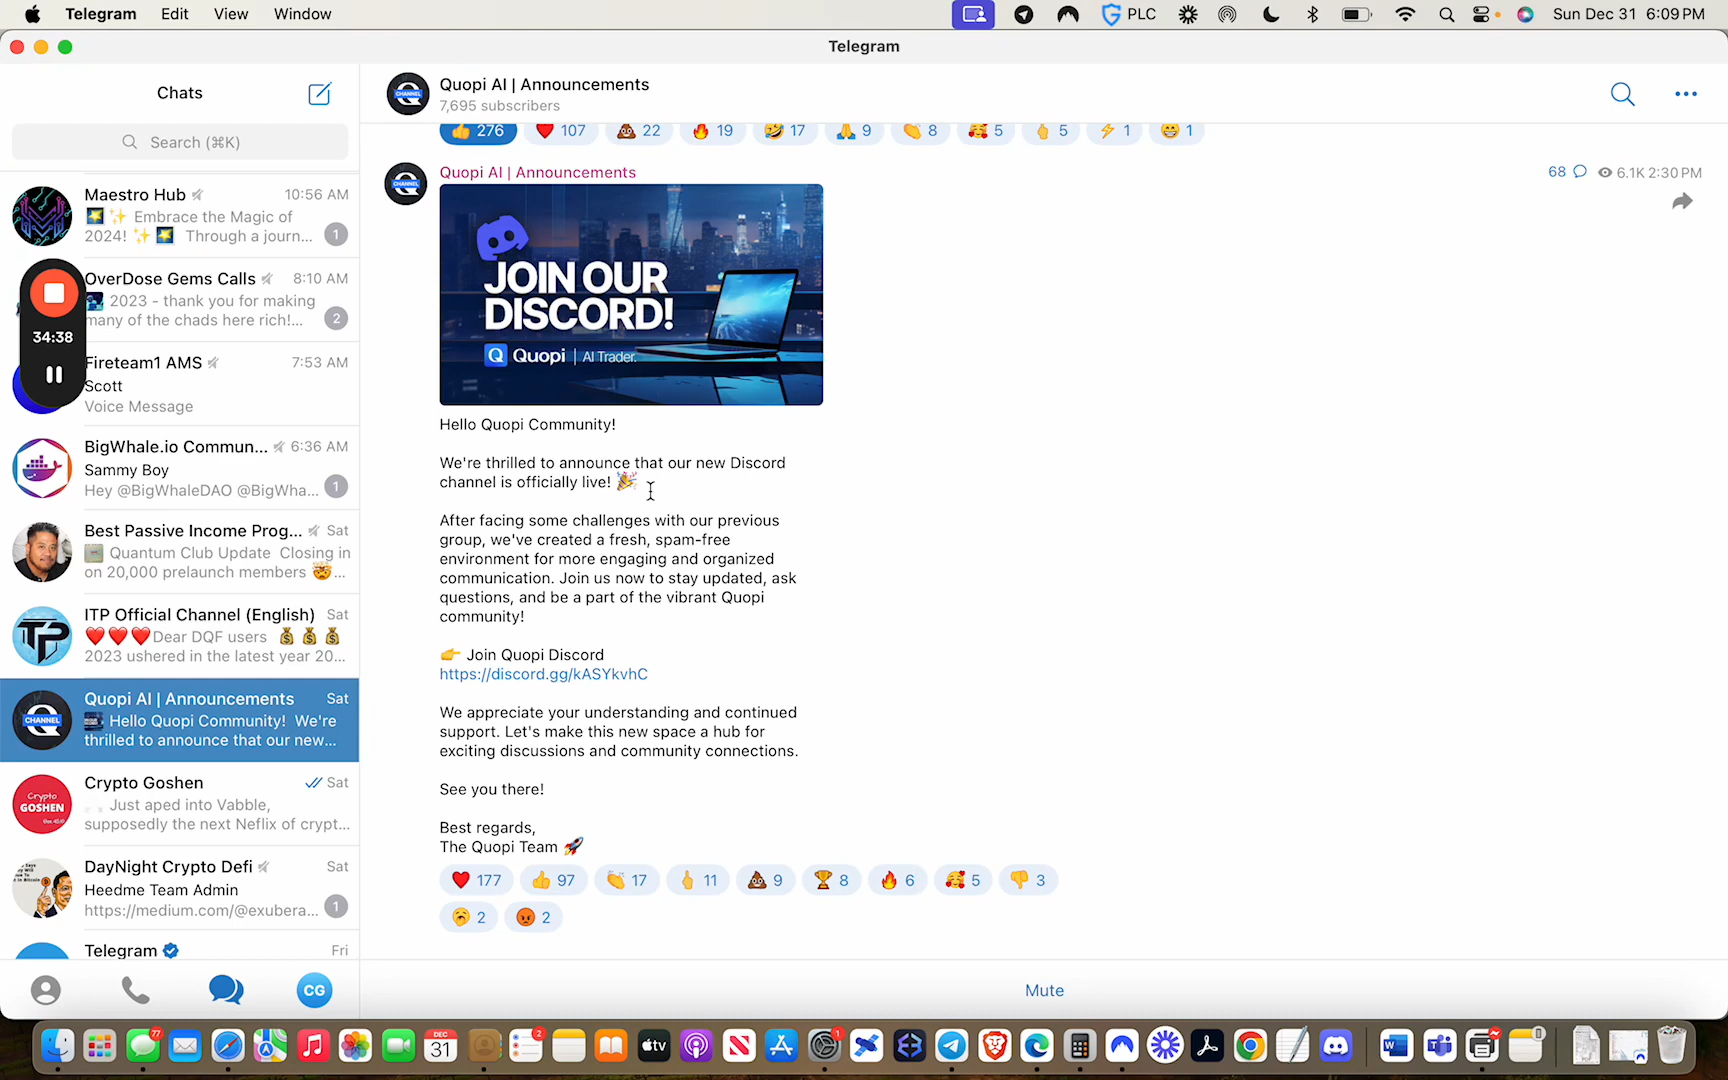 Telegram Edit View Window
PLC
Sun Dec 31 6:09 PM
Telegram
Chats
Search (⌘K)
Maestro Hub 10:56 AM
🌠 ✨ Embrace the Magic of
2024! ✨ 🌠 Through a journ... 1
OverDose Gems Calls 8:10 AM
2023 - thank you for making
many of the chads here rich!... 2
34:38
Fireteam1 AMS 7:53 AM
Scott
Voice Message
BigWhale.io Commun... 6:36 AM
Sammy Boy
Hey @BigWhaleDAO @BigWha... 1
Best Passive Income Prog... Sat
Quantum Club Update Closing in
on 20,000 prelaunch members 🤯...
ITP Official Channel (English) Sat
❤️❤️❤️Dear DQF users 💰💰💰
2023 ushered in the latest year 20...
TP
Quopi AI | Announcements Sat
CHANNEL
Hello Quopi Community! We're
thrilled to announce that our new...
Crypto Goshen Sat
Crypto
GOSHEN
Just aped into Vabble,
supposedly the next Neflix of crypt...
DayNight Crypto Defi Sat
Heedme Team Admin
https://medium.com/@exubera... 1
Telegram Fri
CG
CHANNEL
Quopi AI | Announcements
7,695 subscribers
👍 276 ❤️ 107 💩 22 🔥 19 🤣 17 🙏 9 👏 8 🥰 5 🖕 5 ⚡ 1 😁 1
CHANNEL
Quopi AI | Announcements 68 6.1K 2:30 PM
JOIN OUR
DISCORD!
Q Quopi | AI Trader.
Hello Quopi Community!
We're thrilled to announce that our new Discord
channel is officially live! 🎉
After facing some challenges with our previous
group, we've created a fresh, spam-free
environment for more engaging and organized
communication. Join us now to stay updated, ask
questions, and be a part of the vibrant Quopi
community!
👉 Join Quopi Discord
https://discord.gg/kASYkvhC
We appreciate your understanding and continued
support. Let's make this new space a hub for
exciting discussions and community connections.
See you there!
Best regards,
The Quopi Team 🚀
❤️ 177 👍 97 👏 17 🖕 11 💩 9 🏆 8 🔥 6 🥰 5 👎 3
2 😡 2
Mute
77 DEC 31 2 tv 1